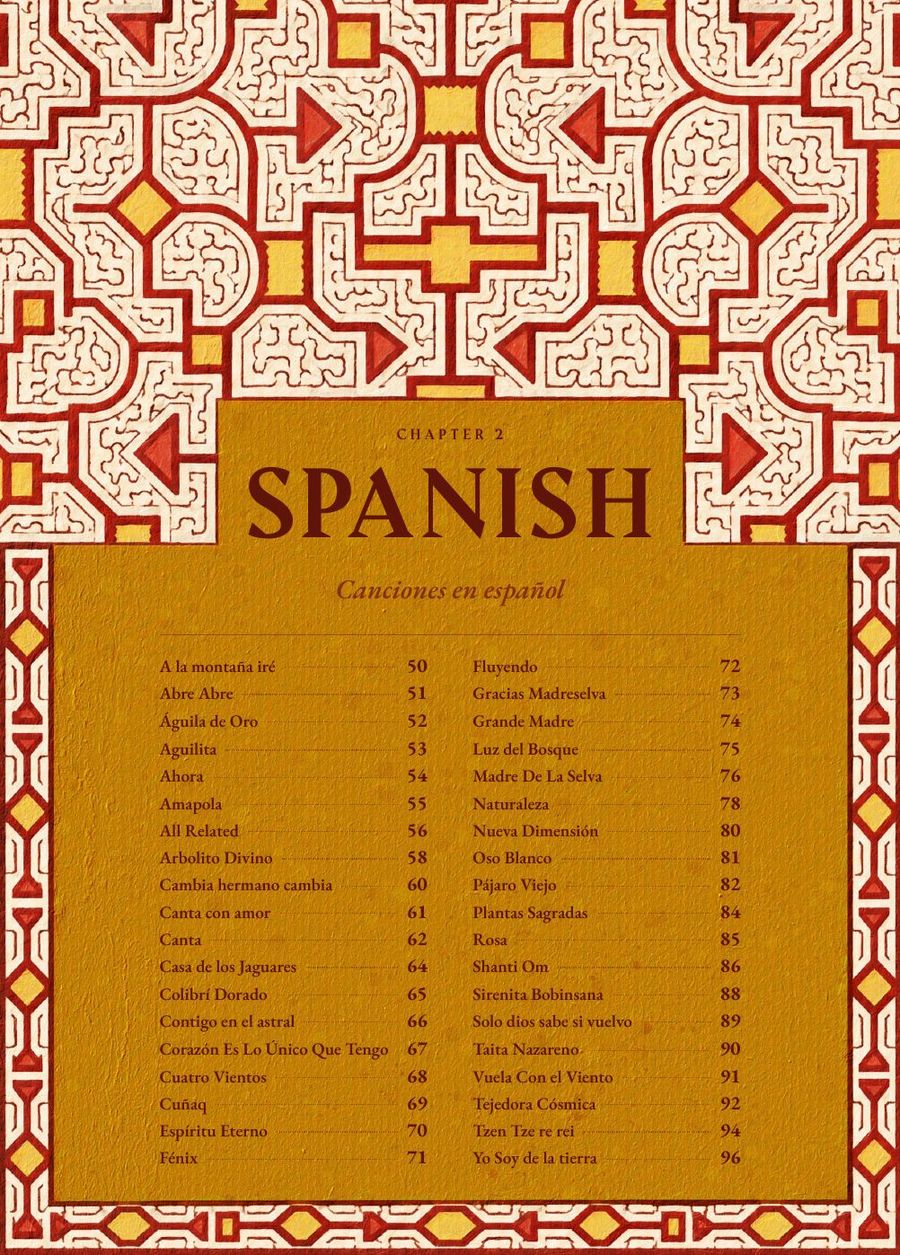 CHAPTER 2
SPANISH
Canciones en español
A la montaña iré 50
Abre Abre 51
Águila de Oro 52
Aguilita 53
Ahora 54
Amapola 55
All Related 56
Arbolito Divino 58
Cambia hermano cambia 60
Canta con amor 61
Canta 62
Casa de los Jaguares 64
Colibrí Dorado 65
Contigo en el astral 66
Corazón Es Lo Único Que Tengo 67
Cuatro Vientos 68
Cuñaq 69
Espíritu Eterno 70
Fénix 71
Fluyendo 72
Gracias Madreselva 73
Grande Madre 74
Luz del Bosque 75
Madre De La Selva 76
Naturaleza 78
Nueva Dimensión 80
Oso Blanco 81
Pájaro Viejo 82
Plantas Sagradas 84
Rosa 85
Shanti Om 86
Sirenita Bobinsana 88
Solo dios sabe si vuelvo 89
Taita Nazareno 90
Vuela Con el Viento 91
Tejedora Cósmica 92
Tzen Tze re rei 94
Yo Soy de la tierra 96